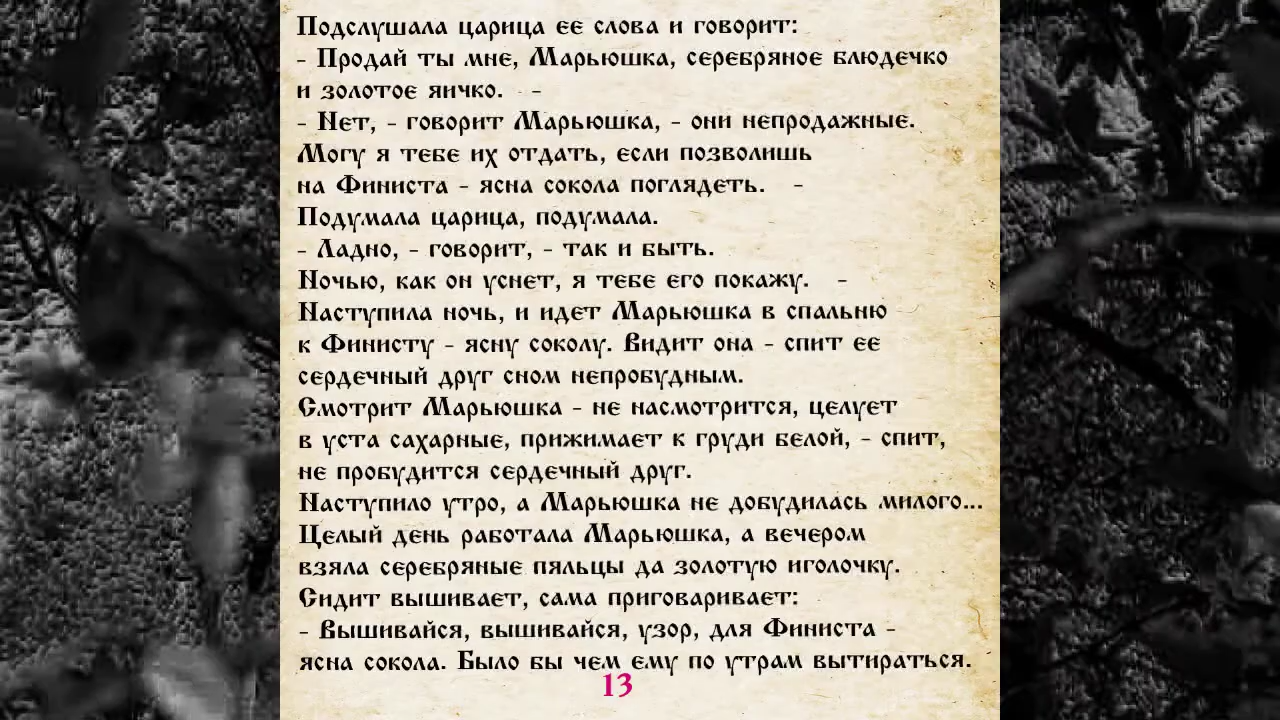 Подслушала царица ее слова и говорит:
- Продай ты мне, Марьюшка, серебряное блюдечко
и золотое яичко. -
- Нет, - говорит Марьюшка, - они непродажные.
Могу я тебе их отдать, если позволишь
на Финиста - ясна сокола поглядеть. -
Подумала царица, подумала.
- Ладно, - говорит, - так и быть.
Ночью, как он уснет, я тебе его покажу. -
Наступила ночь, и идет Марьюшка в спальню
к Финисту - ясну соколу. Видит она - спит ее
сердечный друг сном непробудным.
Смотрит Марьюшка - не насмотрится, целует
в уста сахарные, прижимает к груди белой, - спит,
не пробудится сердечный друг.
Наступило утро, а Марьюшка не добудилась милого...
Целый день работала Марьюшка, а вечером
взяла серебряные пяльцы да золотую иголочку.
Сидит вышивает, сама приговаривает:
- Вышивайся, вышивайся, узор, для Финиста -
ясна сокола. Было бы чем ему по утрам вытираться.
13